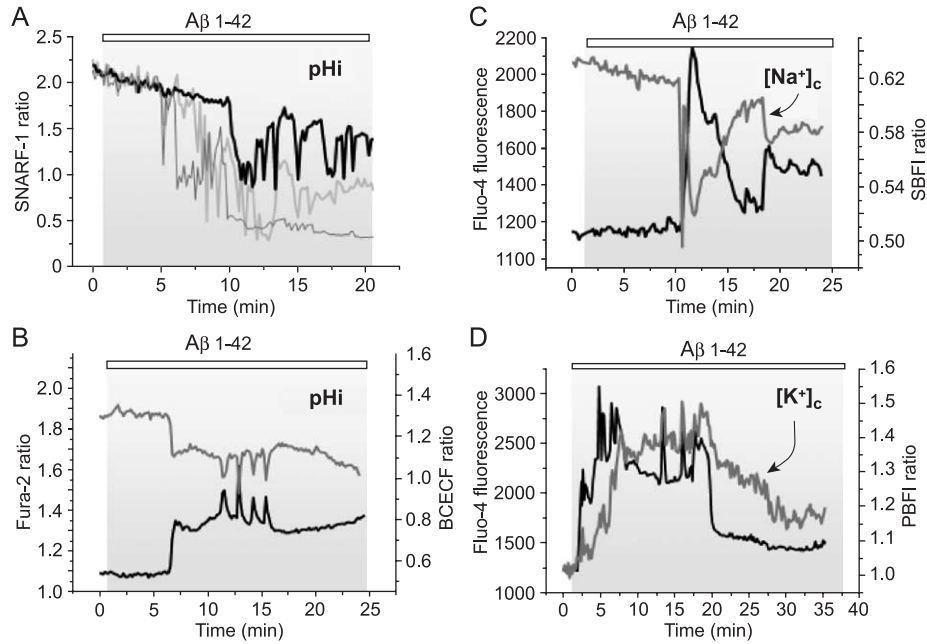 A
Aβ 1-42
pHi
SNARF-1 ratio
2.5
2.0
1.5
1.0
0.5
0
0 5 10 15 20
Time (min)
B
Aβ 1-42
pHi
Fura-2 ratio
2.0
1.8
1.6
1.4
1.2
1.0
BCECF ratio
1.6
1.4
1.2
1.0
0.8
0.6
0 5 10 15 20 25
Time (min)
C
Aβ 1-42
[Na⁺]c
Fluo-4 fluorescence
2200
2000
1800
1600
1400
1200
1100
SBFI ratio
0.62
0.58
0.54
0.50
0 5 10 15 20 25
Time (min)
D
Aβ 1-42
[K⁺]c
Fluo-4 fluorescence
3000
2500
2000
1500
1000
PBFI ratio
1.6
1.5
1.4
1.3
1.2
1.1
1.0
0 5 10 15 20 25 30 35 40
Time (min)